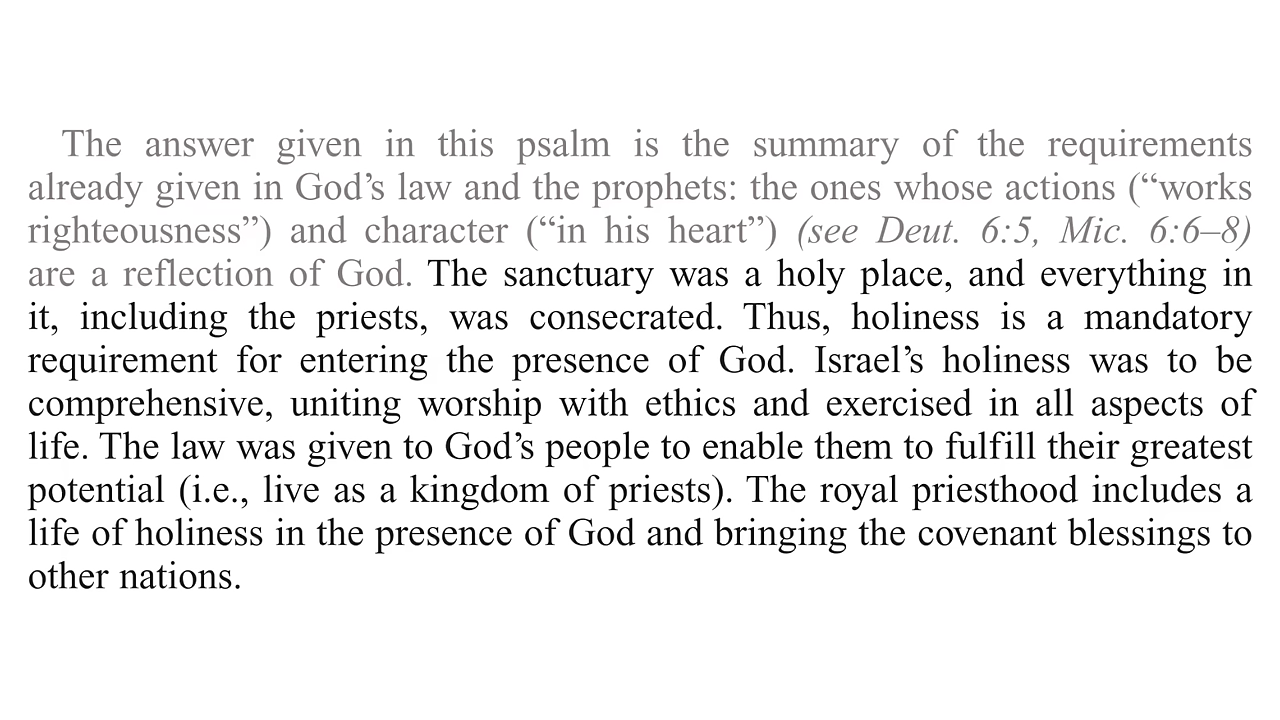 The answer given in this psalm is the summary of the requirements
already given in God’s law and the prophets: the ones whose actions (“works
righteousness”) and character (“in his heart”) (see Deut. 6:5, Mic. 6:6–8)
are a reflection of God. The sanctuary was a holy place, and everything in
it, including the priests, was consecrated. Thus, holiness is a mandatory
requirement for entering the presence of God. Israel’s holiness was to be
comprehensive, uniting worship with ethics and exercised in all aspects of
life. The law was given to God’s people to enable them to fulfill their greatest
potential (i.e., live as a kingdom of priests). The royal priesthood includes a
life of holiness in the presence of God and bringing the covenant blessings to
other nations.